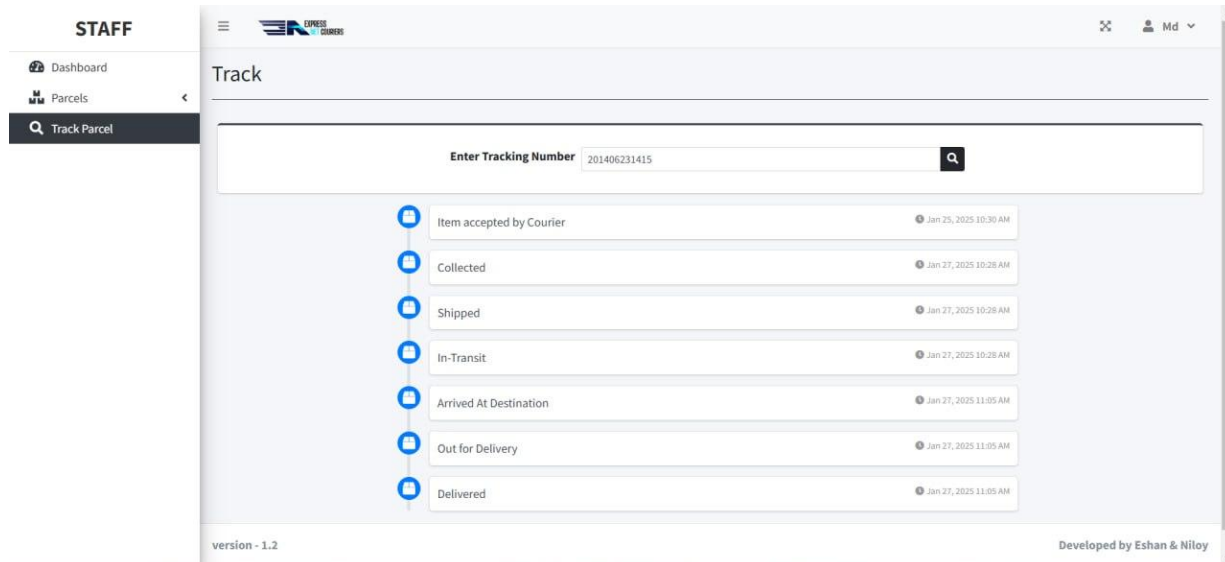 STAFF
EXPRESS
NET COURIERS
Md
Dashboard
Parcels
Track Parcel
Track
Enter Tracking Number 201406231415
Item accepted by Courier Jan 25, 2025 10:30 AM
Collected Jan 27, 2025 10:28 AM
Shipped Jan 27, 2025 10:28 AM
In-Transit Jan 27, 2025 10:28 AM
Arrived At Destination Jan 27, 2025 11:05 AM
Out for Delivery Jan 27, 2025 11:05 AM
Delivered Jan 27, 2025 11:05 AM
version - 1.2 Developed by Eshan & Niloy